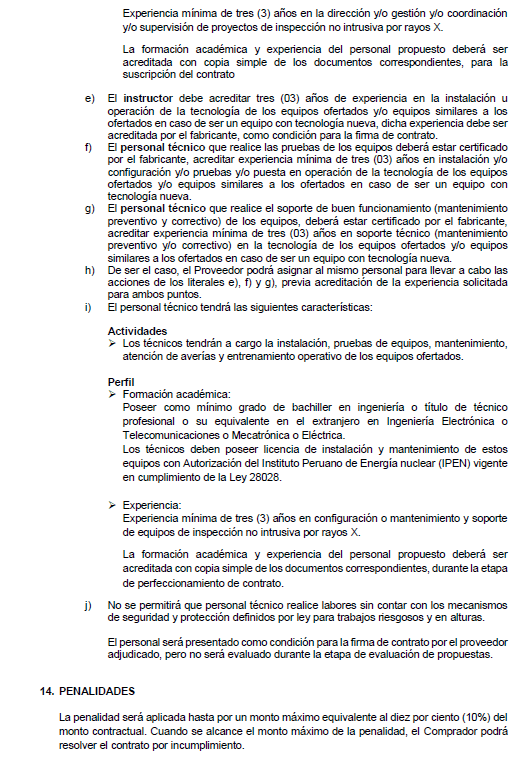 Experiencia mínima de tres (3) años en la dirección y/o gestión y/o coordinación
y/o supervisión de proyectos de inspección no intrusiva por rayos X.
La formación académica y experiencia del personal propuesto deberá ser
acreditada con copia simple de los documentos correspondientes, para la
suscripción del contrato
e) El instructor debe acreditar tres (03) años de experiencia en la instalación u
operación de la tecnología de los equipos ofertados y/o equipos similares a los
ofertados en caso de ser un equipo con tecnología nueva, dicha experiencia debe ser
acreditada por el fabricante, como condición para la firma de contrato.
f) El personal técnico que realice las pruebas de los equipos deberá estar certificado
por el fabricante, acreditar experiencia mínima de tres (03) años en instalación y/o
configuración y/o pruebas y/o puesta en operación de la tecnología de los equipos
ofertados y/o equipos similares a los ofertados en caso de ser un equipo con
tecnología nueva.
g) El personal técnico que realice el soporte de buen funcionamiento (mantenimiento
preventivo y correctivo) de los equipos, deberá estar certificado por el fabricante,
acreditar experiencia mínima de tres (03) años en soporte técnico (mantenimiento
preventivo y/o correctivo) en la tecnología de los equipos ofertados y/o equipos
similares a los ofertados en caso de ser un equipo con tecnología nueva.
h) De ser el caso, el Proveedor podrá asignar al mismo personal para llevar a cabo las
acciones de los literales e), f) y g), previa acreditación de la experiencia solicitada
para ambos puntos.
i) El personal técnico tendrá las siguientes características:
Actividades
➢ Los técnicos tendrán a cargo la instalación, pruebas de equipos, mantenimiento,
atención de averías y entrenamiento operativo de los equipos ofertados.
Perfil
➢ Formación académica:
Poseer como mínimo grado de bachiller en ingeniería o título de técnico
profesional o su equivalente en el extranjero en Ingeniería Electrónica o
Telecomunicaciones o Mecatrónica o Eléctrica.
Los técnicos deben poseer licencia de instalación y mantenimiento de estos
equipos con Autorización del Instituto Peruano de Energía nuclear (IPEN) vigente
en cumplimiento de la Ley 28028.
➢ Experiencia:
Experiencia mínima de tres (3) años en configuración o mantenimiento y soporte
de equipos de inspección no intrusiva por rayos X.
La formación académica y experiencia del personal propuesto deberá ser
acreditada con copia simple de los documentos correspondientes, durante la etapa
de perfeccionamiento de contrato.
j) No se permitirá que personal técnico realice labores sin contar con los mecanismos
de seguridad y protección definidos por ley para trabajos riesgosos y en alturas.
El personal será presentado como condición para la firma de contrato por el proveedor
adjudicado, pero no será evaluado durante la etapa de evaluación de propuestas.
14. PENALIDADES
La penalidad será aplicada hasta por un monto máximo equivalente al diez por ciento (10%) del
monto contractual. Cuando se alcance el monto máximo de la penalidad, el Comprador podrá
resolver el contrato por incumplimiento.